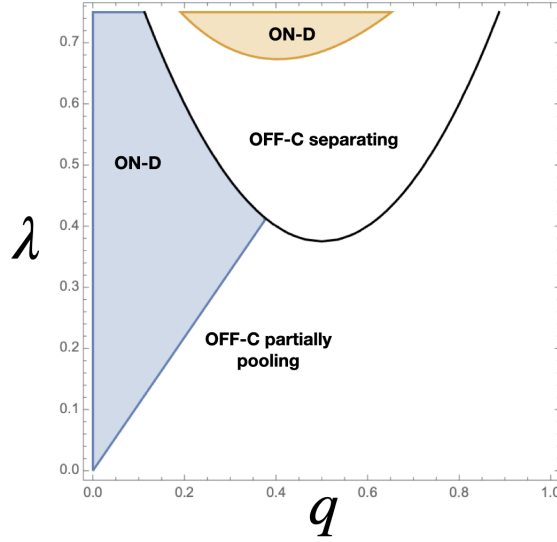 0.7
ON-D
0.6
OFF-C separating
0.5
ON-D
λ
0.4
0.3
OFF-C partially
pooling
0.2
0.1
0.0
0.0 0.2 0.4 0.6 0.8 1.0
q